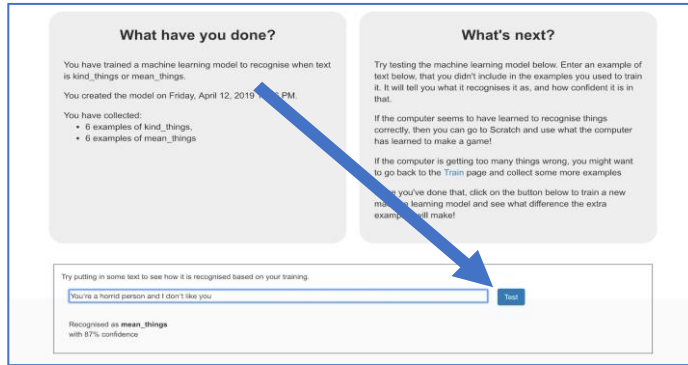 What have you done?
You have trained a machine learning model to recognise when text
is kind_things or mean_things.
You created the model on Friday, April 12, 2019 PM.
You have collected:
• 6 examples of kind_things,
• 6 examples of mean_things
What's next?
Try testing the machine learning model below. Enter an example of
text below, that you didn't include in the examples you used to train
it. It will tell you what it recognises it as, and how confident it is in
that.
If the computer seems to have learned to recognise things
correctly, then you can go to Scratch and use what the computer
has learned to make a game!
If the computer is getting too many things wrong, you might want
to go back to the Train page and collect some more examples
you've done that, click on the button below to train a new
learning model and see what difference the extra
will make!
Try putting in some text to see how it is recognised based on your training.
You're a horrid person and I don't like you
Test
Recognised as mean_things
with 87% confidence